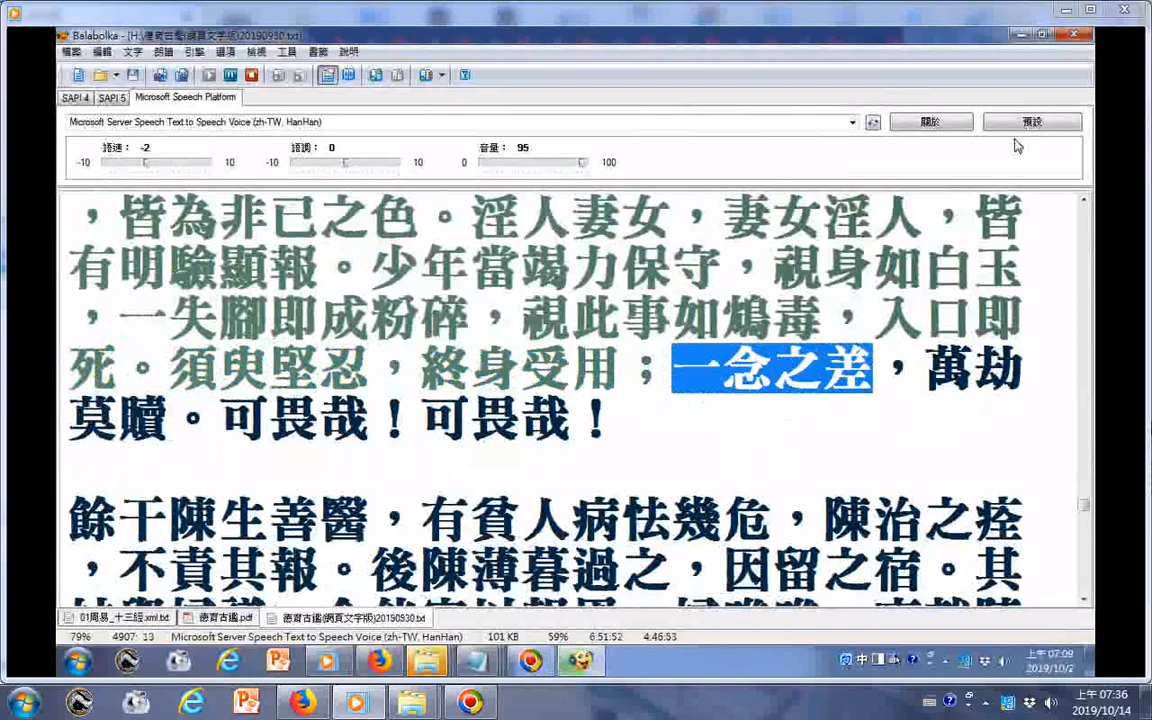 Balabolka - [H:\德育古鑑(網頁文字版)20190930.txt]
檔案 編輯 文字 朗讀 引擎 選項 檢視 工具 書籤 說明
SAPI 4 SAPI 5 Microsoft Speech Platform
Microsoft Server Speech Text to Speech Voice (zh-TW, HanHan) 關於 預設
語速： -2 語調： 0 音量： 95
-10 10 -10 10 0 100
，皆為非已之色。淫人妻女，妻女淫人，皆
有明驗顯報。少年當竭力保守，視身如白玉
，一失腳即成粉碎，視此事如鴆毒，入口即
死。須臾堅忍，終身受用；一念之差，萬劫
莫贖。可畏哉！可畏哉！
餘干陳生善醫，有貧人病怯幾危，陳治之痊
，不責其報。後陳薄暮過之，因留之宿。其
01周易_十三經.xml.txt 德育古鑑.pdf 德育古鑑(網頁文字版)20190930.txt
79% 4907: 13 Microsoft Server Speech Text to Speech Voice (zh-TW, HanHan) 101 KB 59% 6:51:52 4:46:53
中 上午 07:09
2019/10/2
上午 07:36
2019/10/14